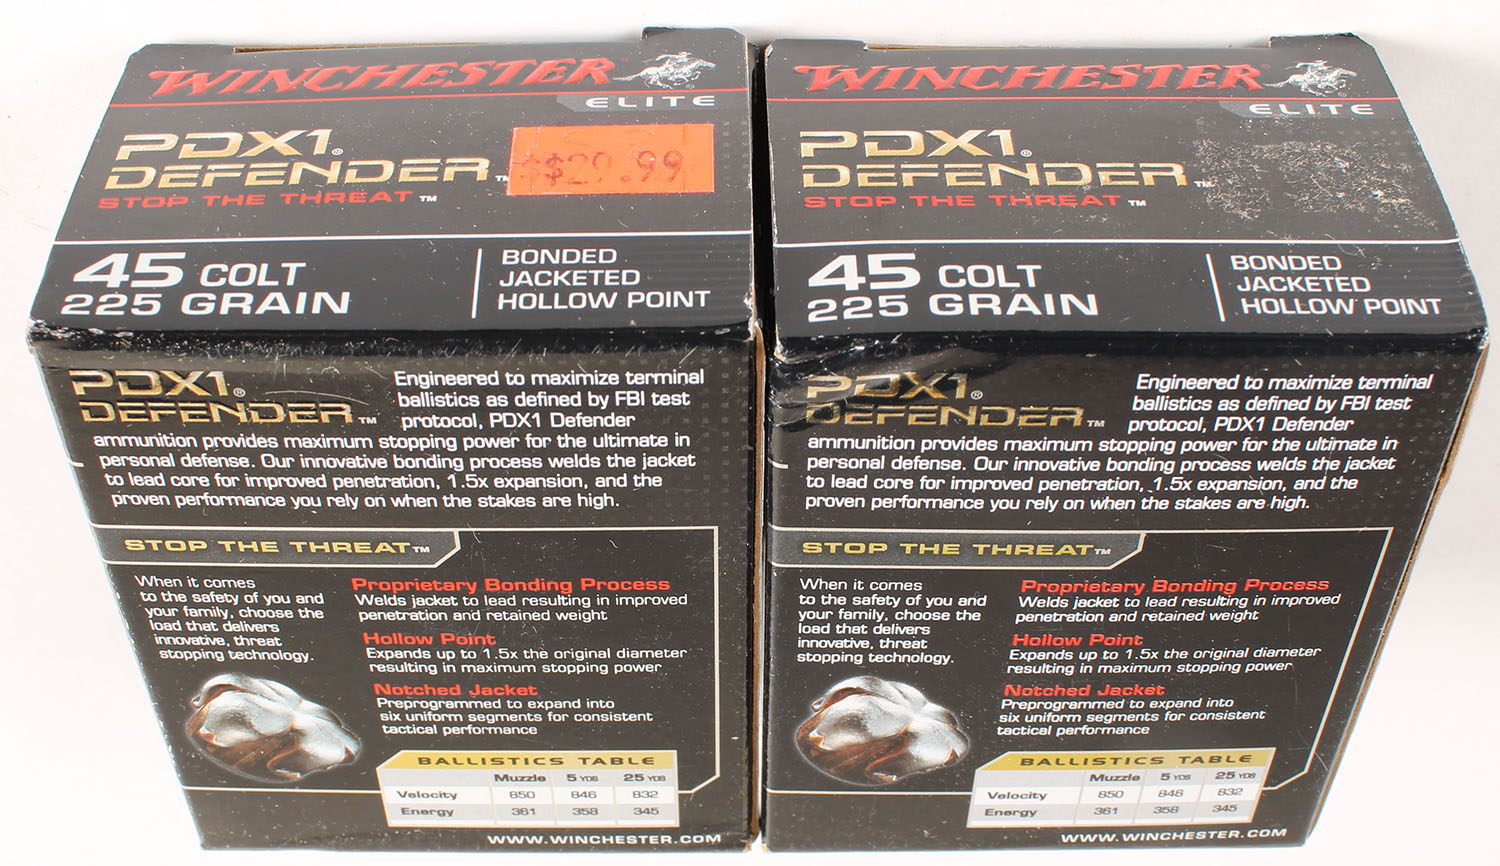 WINCHESTER
ELITE
PDX1®
DEFENDER™
$29.99
STOP THE THREAT™
45 COLT
225 GRAIN
BONDED
JACKETED
HOLLOW POINT
PDX1®
DEFENDER™
Engineered to maximize terminal
ballistics as defined by FBI test
protocol, PDX1 Defender
ammunition provides maximum stopping power for the ultimate in
personal defense. Our innovative bonding process welds the jacket
to lead core for improved penetration, 1.5x expansion, and the
proven performance you rely on when the stakes are high.
STOP THE THREAT™
When it comes
to the safety of you and
your family, choose the
load that delivers
innovative, threat
stopping technology.
Proprietary Bonding Process
Welds jacket to lead resulting in improved
penetration and retained weight
Hollow Point
Expands up to 1.5x the original diameter
resulting in maximum stopping power
Notched Jacket
Preprogrammed to expand into
six uniform segments for consistent
tactical performance
BALLISTICS TABLE
Muzzle 5 YDS 25 YDS
Velocity 850 846 832
Energy 361 358 345
WWW.WINCHESTER.COM
WINCHESTER
ELITE
PDX1®
DEFENDER™
STOP THE THREAT™
45 COLT
225 GRAIN
BONDED
JACKETED
HOLLOW POINT
PDX1®
DEFENDER™
Engineered to maximize terminal
ballistics as defined by FBI test
protocol, PDX1 Defender
ammunition provides maximum stopping power for the ultimate in
personal defense. Our innovative bonding process welds the jacket
to lead core for improved penetration, 1.5x expansion, and the
proven performance you rely on when the stakes are high.
STOP THE THREAT™
When it comes
to the safety of you and
your family, choose the
load that delivers
innovative, threat
stopping technology.
Proprietary Bonding Process
Welds jacket to lead resulting in improved
penetration and retained weight
Hollow Point
Expands up to 1.5x the original diameter
resulting in maximum stopping power
Notched Jacket
Preprogrammed to expand into
six uniform segments for consistent
tactical performance
BALLISTICS TABLE
Muzzle 5 YDS 25 YDS
Velocity 850 846 832
Energy 361 358 345
WWW.WINCHESTER.COM